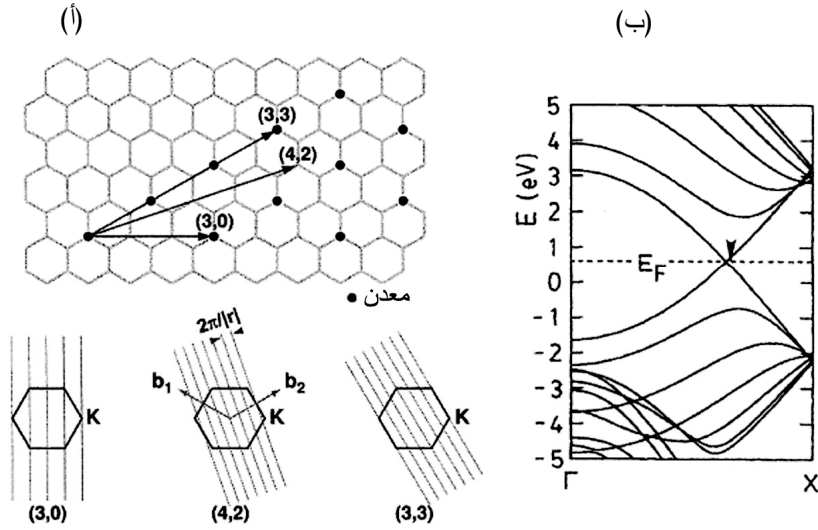 (أ)
(ب)
(3,3)
(4,2)
(3,0)
معدن
2π/|r|
b₁
b₂
K
K
K
(3,0)
(4,2)
(3,3)
E (eV)
5
4
3
2
1
0
-1
-2
-3
-4
-5
E_F
Γ
X